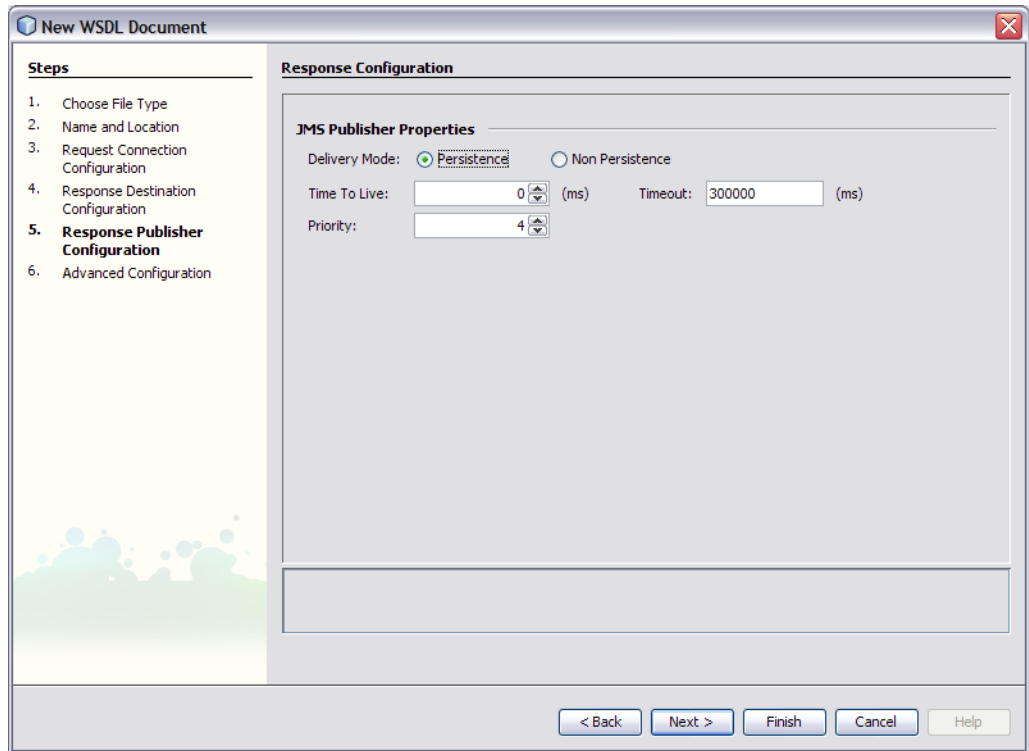 New WSDL Document
Steps
1. Choose File Type
2. Name and Location
3. Request Connection
Configuration
4. Response Destination
Configuration
5. Response Publisher
Configuration
6. Advanced Configuration
Response Configuration
JMS Publisher Properties
Delivery Mode: Persistence Non Persistence
Time To Live: 0 (ms) Timeout: 300000 (ms)
Priority: 4
< Back Next > Finish Cancel Help